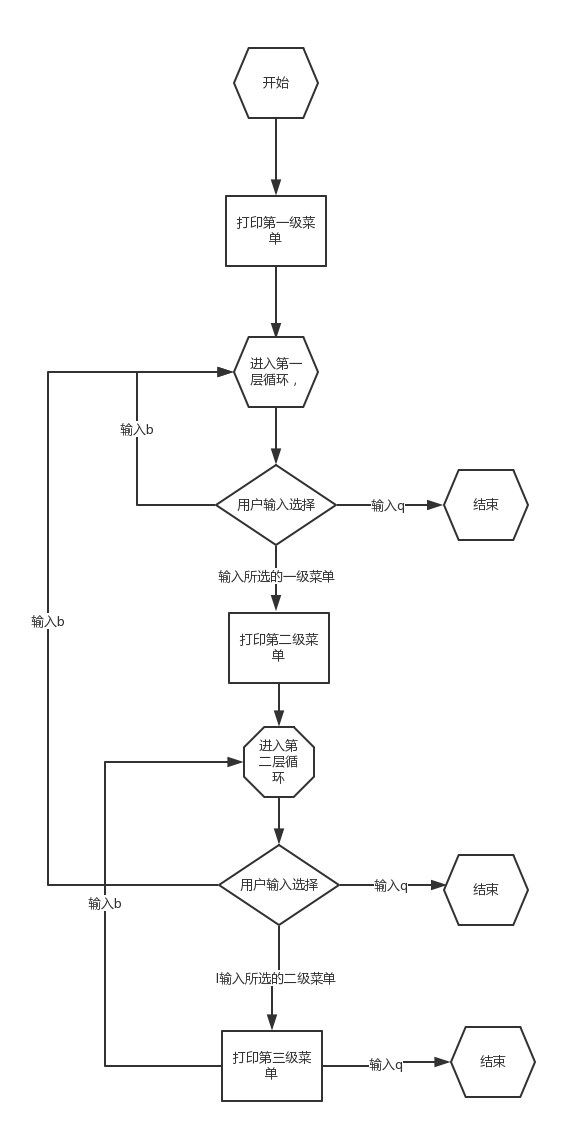 开始
打印第一级菜
单
进入第一
层循环，
输入b
用户输入选择
输入q
结束
输入所选的一级菜单
输入b
打印第二级菜
单
进入第
二层循
环
用户输入选择
输入q
结束
输入b
I输入所选的二级菜单
打印第三级菜
单
输入q
结束